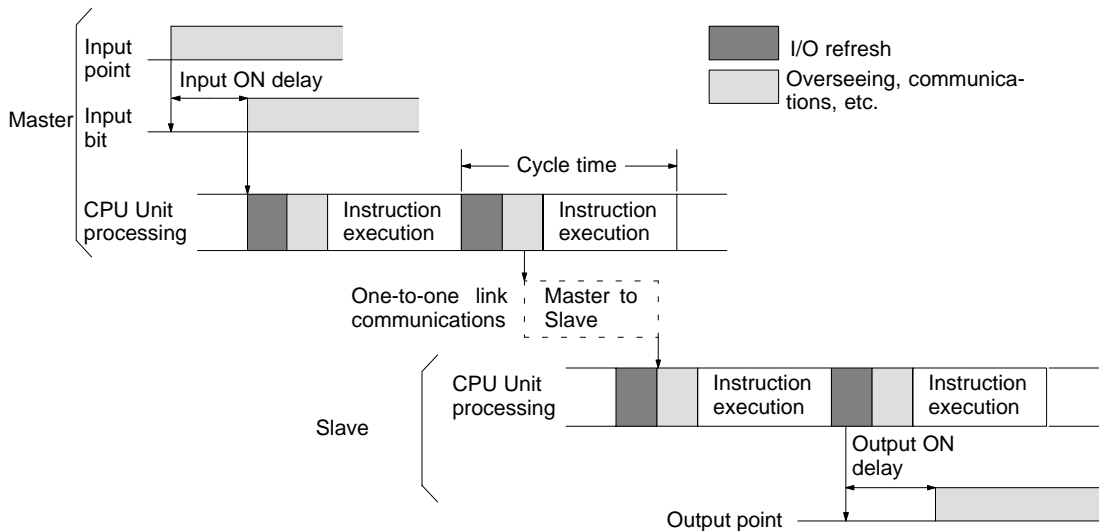 Input
point
I/O refresh
Overseeing, communica-
tions, etc.
Input ON delay
Master
Input
bit
Cycle time
CPU Unit
processing
Instruction
execution
Instruction
execution
One-to-one link
communications
Master to
Slave
CPU Unit
processing
Instruction
execution
Instruction
execution
Slave
Output ON
delay
Output point